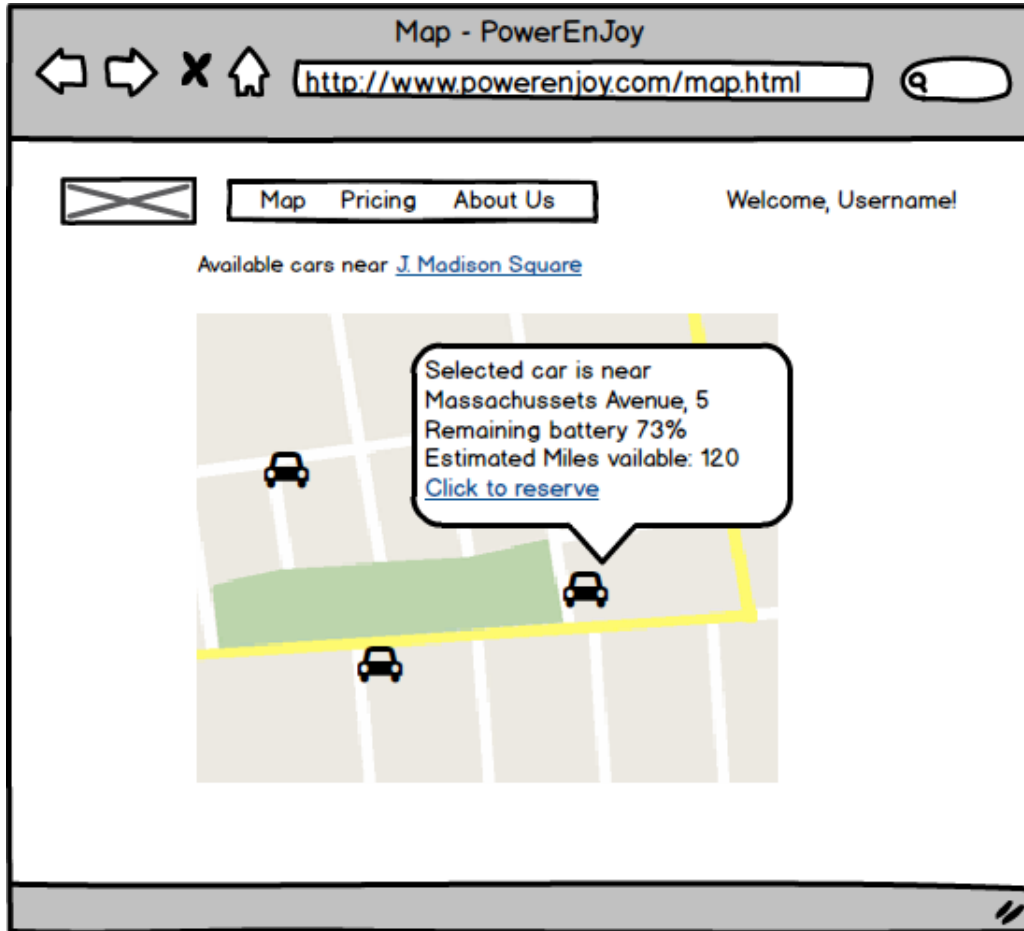 Map - PowerEnJoy
http://www.powerenjoy.com/map.html
Map Pricing About Us
Welcome, Username!
Available cars near J. Madison Square
Selected car is near
Massachussets Avenue, 5
Remaining battery 73%
Estimated Miles vailable: 120
Click to reserve